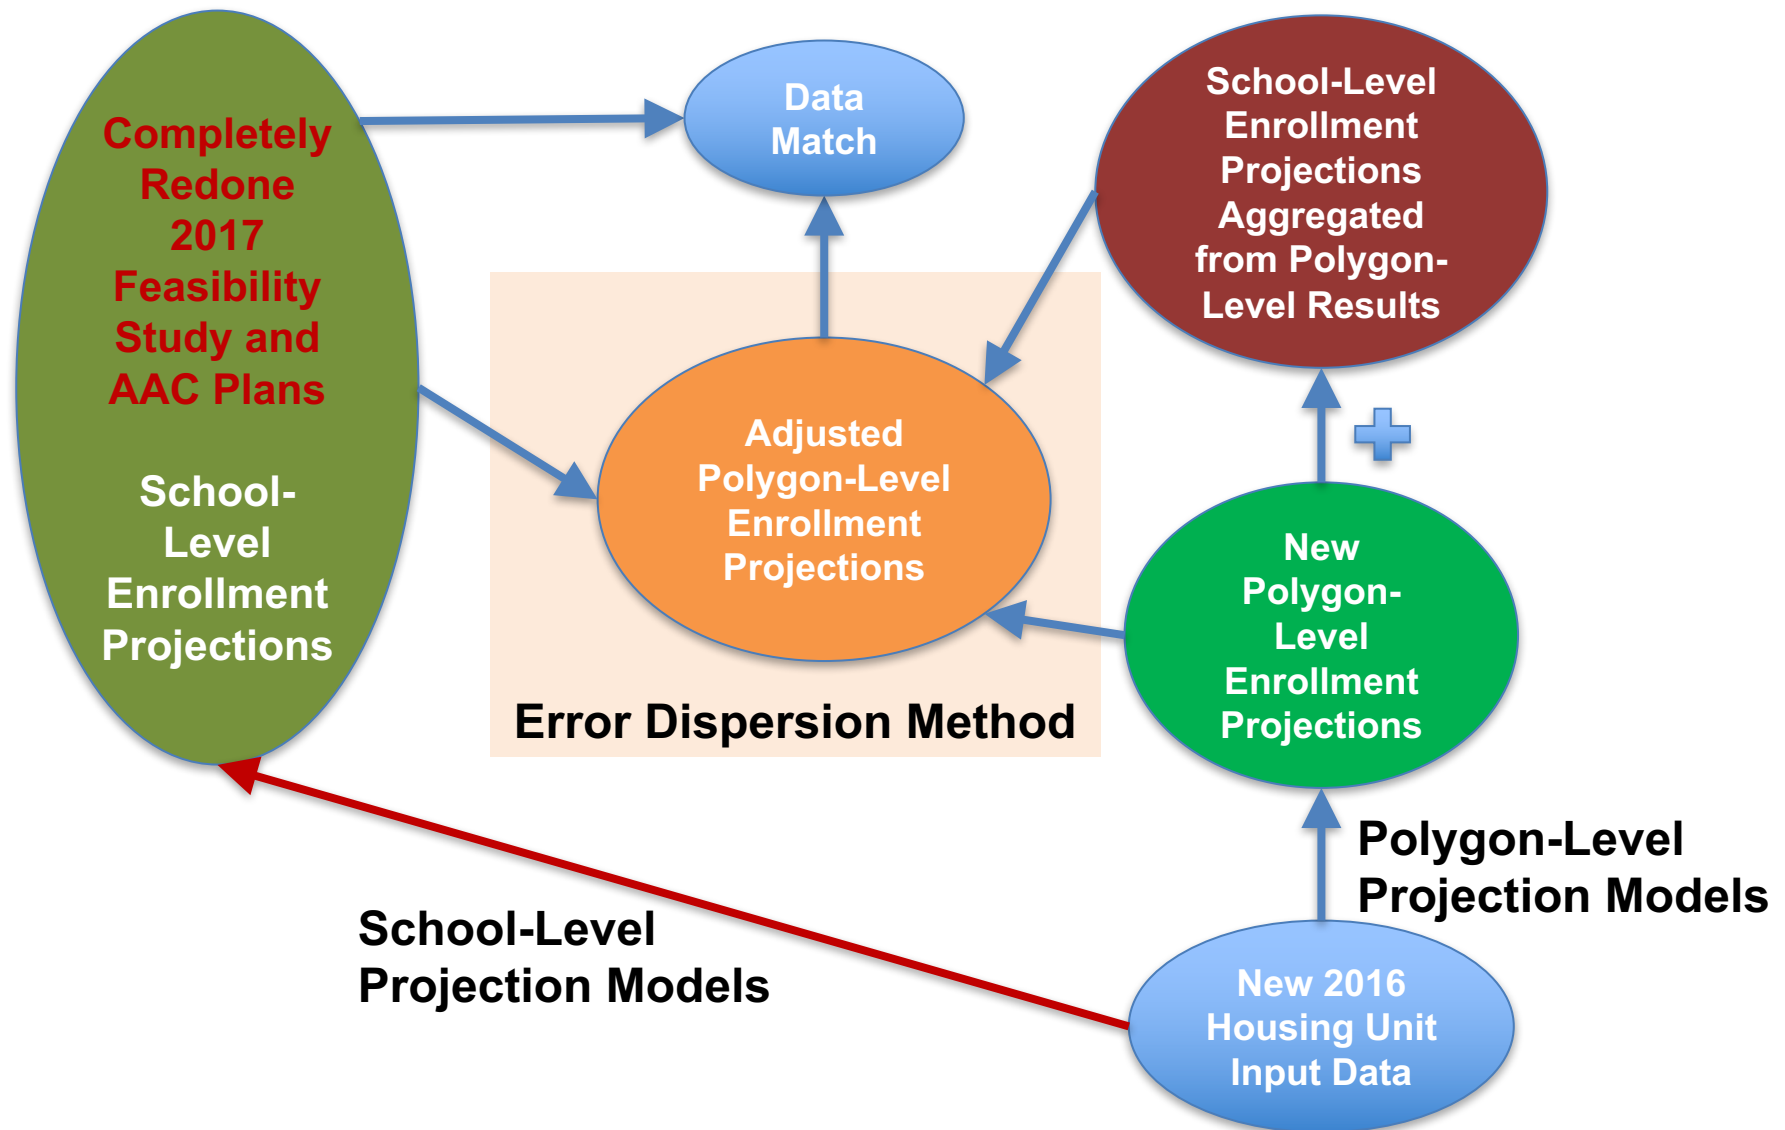 Completely
Redone
2017
Feasibility
Study and
AAC Plans
School-
Level
Enrollment
Projections
Data
Match
School-Level
Enrollment
Projections
Aggregated
from Polygon-
Level Results
Adjusted
Polygon-Level
Enrollment
Projections
Error Dispersion Method
New
Polygon-
Level
Enrollment
Projections
Polygon-Level
Projection Models
School-Level
Projection Models
New 2016
Housing Unit
Input Data